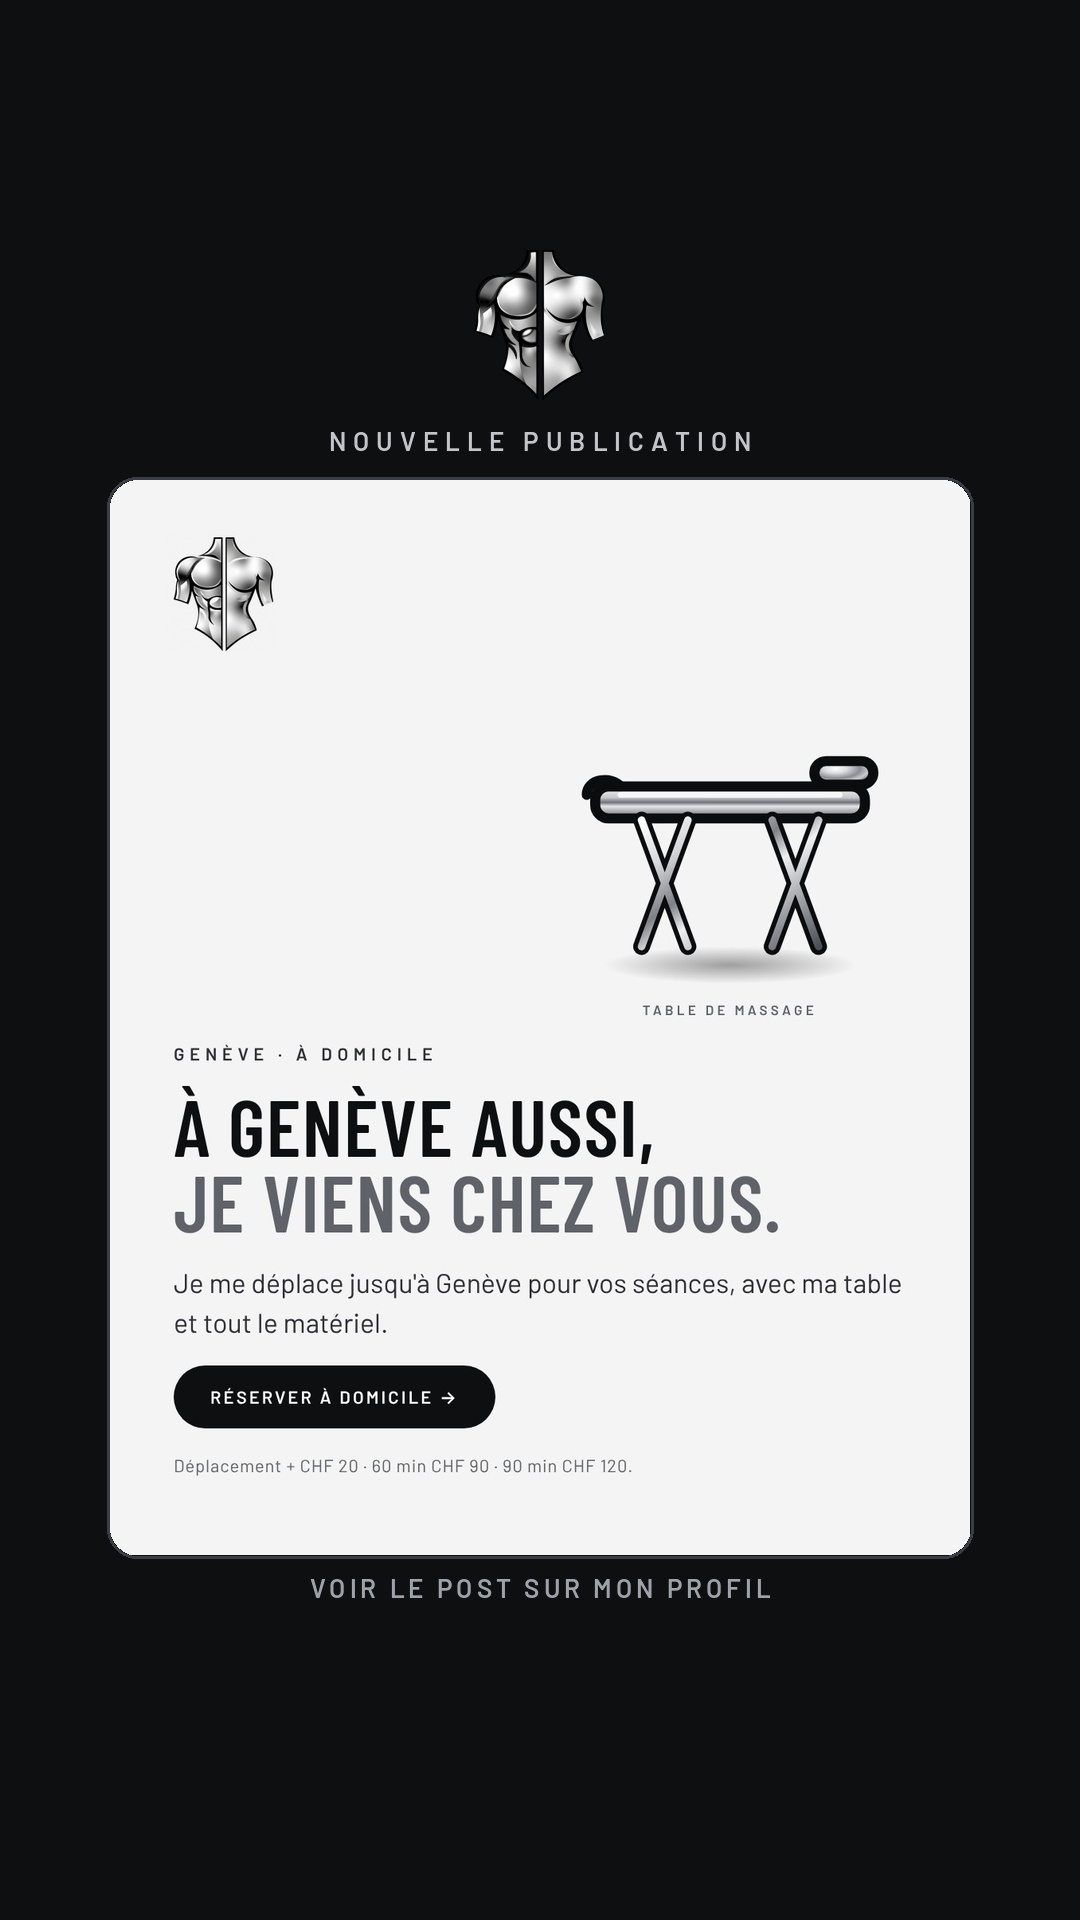 NOUVELLE PUBLICATION
TABLE DE MASSAGE
GENÈVE · À DOMICILE
À GENÈVE AUSSI,
JE VIENS CHEZ VOUS.
Je me déplace jusqu'à Genève pour vos séances, avec ma table
et tout le matériel.
RÉSERVER À DOMICILE →
Déplacement + CHF 20 · 60 min CHF 90 · 90 min CHF 120.
VOIR LE POST SUR MON PROFIL